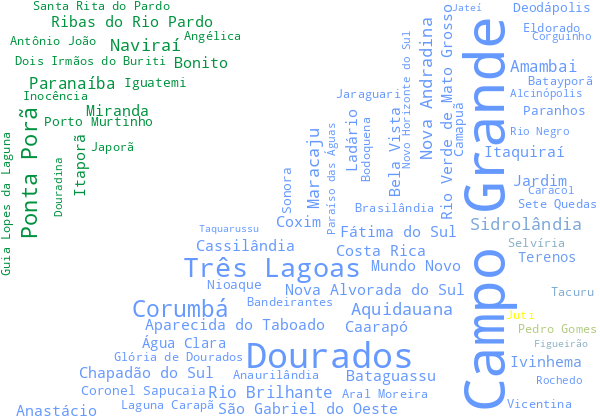 Santa Rita do Pardo
Ribas do Rio Pardo
Antônio João
Naviraí
Angélica
Dois Irmãos do Buriti
Bonito
Paranaíba
Iguatemi
Inocência
Miranda
Porto Murtinho
Japorã
Itaporã
Douradina
Ponta Porã
Guia Lopes da Laguna
Jateí
Deodápolis
Eldorado
Corguinho
Amambai
Batayporã
Alcinópolis
Paranhos
Rio Negro
Itaquiraí
Jardim
Caracol
Sete Quedas
Sidrolândia
Selvíria
Terenos
Tacuru
Juti
Pedro Gomes
Figueirão
Ivinhema
Rochedo
Vicentina
Campo Grande
Rio Verde de Mato Grosso
Camapuã
Nova Andradina
Novo Horizonte do Sul
Bela Vista
Jaraguari
Bodoquena
Ladário
Paraíso das Águas
Maracaju
Sonora
Brasilândia
Coxim
Taquarussu
Fátima do Sul
Cassilândia
Costa Rica
Três Lagoas
Mundo Novo
Nioaque
Nova Alvorada do Sul
Bandeirantes
Corumbá
Aquidauana
Aparecida do Taboado
Caarapó
Água Clara
Glória de Dourados
Dourados
Chapadão do Sul
Anaurilândia
Bataguassu
Coronel Sapucaia
Rio Brilhante
Aral Moreira
Laguna Carapã
São Gabriel do Oeste
Anastácio